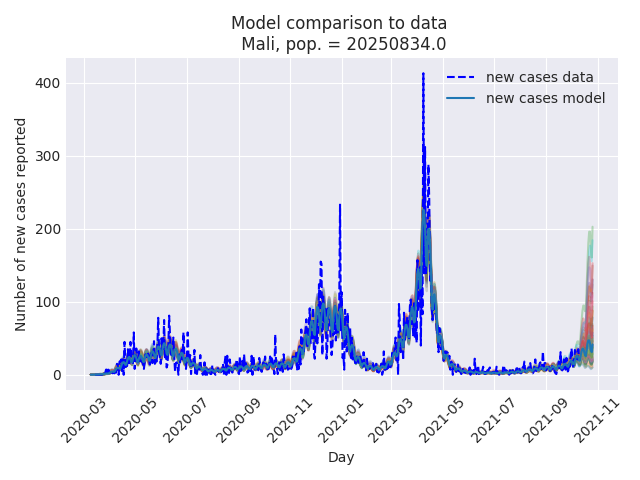 Model comparison to data
Mali, pop. = 20250834.0
400
300
200
100
0
Number of new cases reported
new cases data
new cases model
2020-03
2020-05
2020-07
2020-09
2020-11
2021-01
2021-03
2021-05
2021-07
2021-09
2021-11
Day